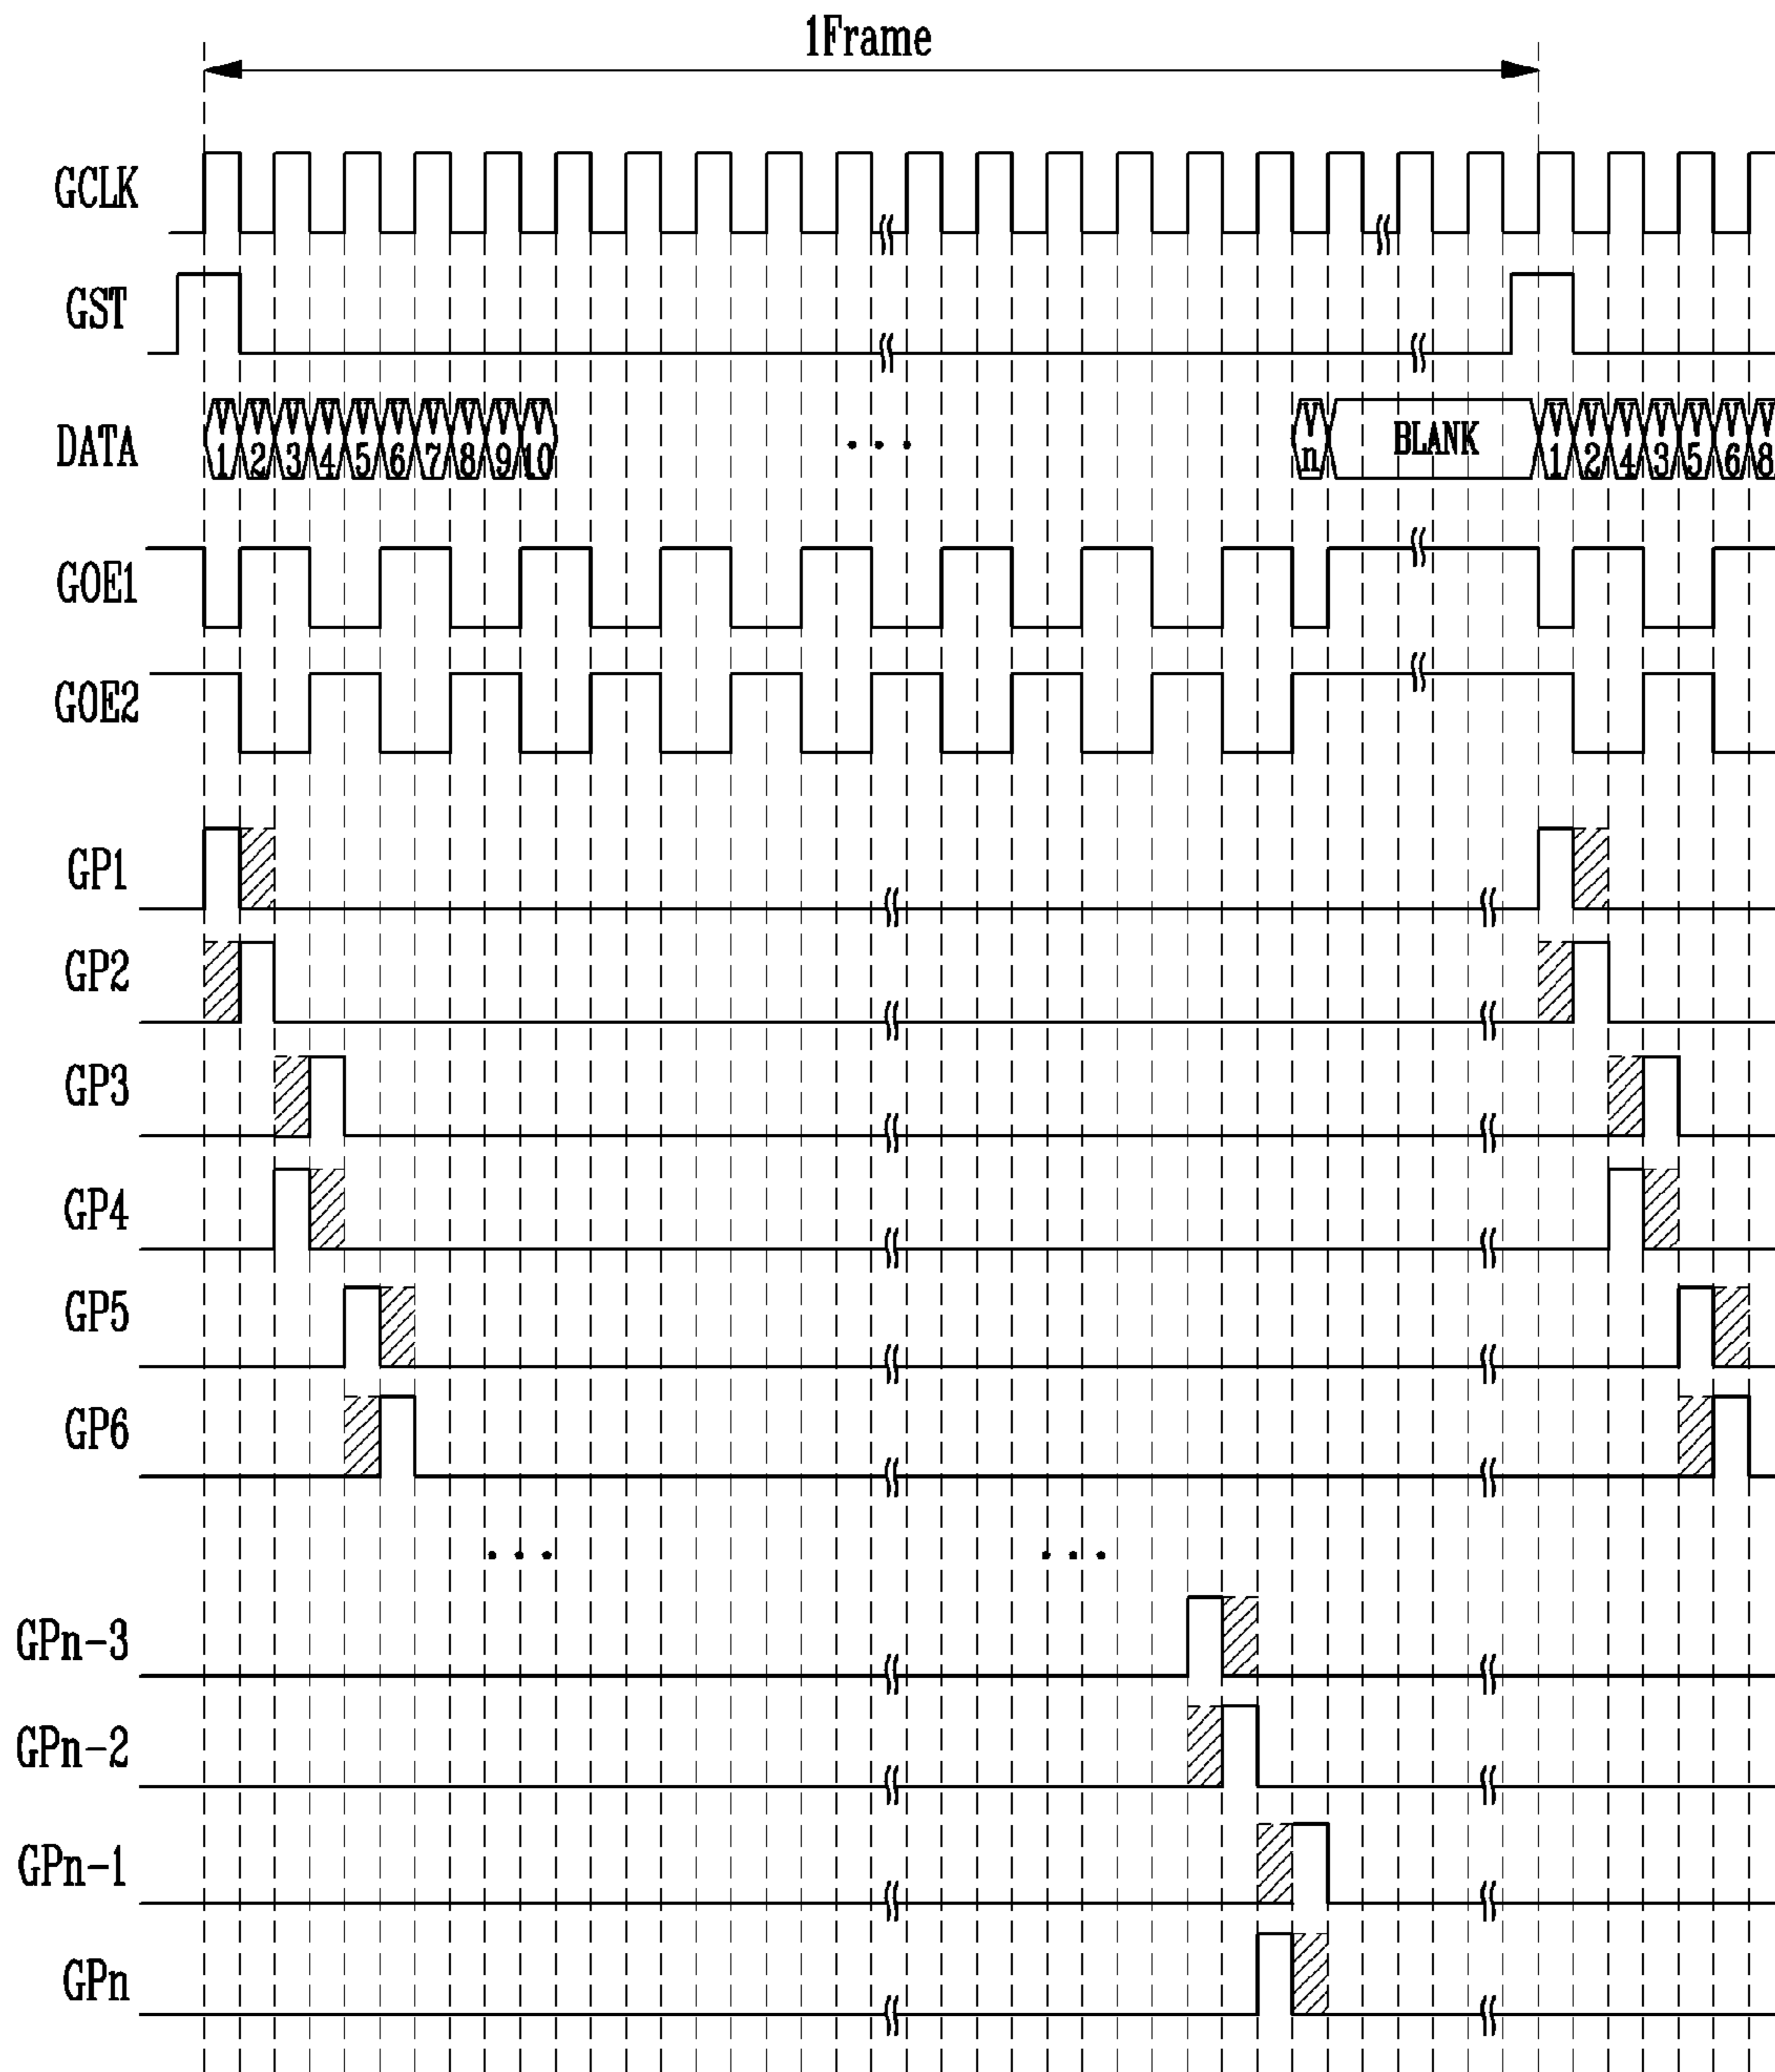 1Frame
GCLK
GST
DATA V1 V2 V3 V4 V5 V6 V7 V8 V9 V10 ... Vn BLANK V1 V2 V4 V3 V5 V6 V8
GOE1
GOE2
GP1
GP2
GP3
GP4
GP5
GP6
... ...
GPn-3
GPn-2
GPn-1
GPn